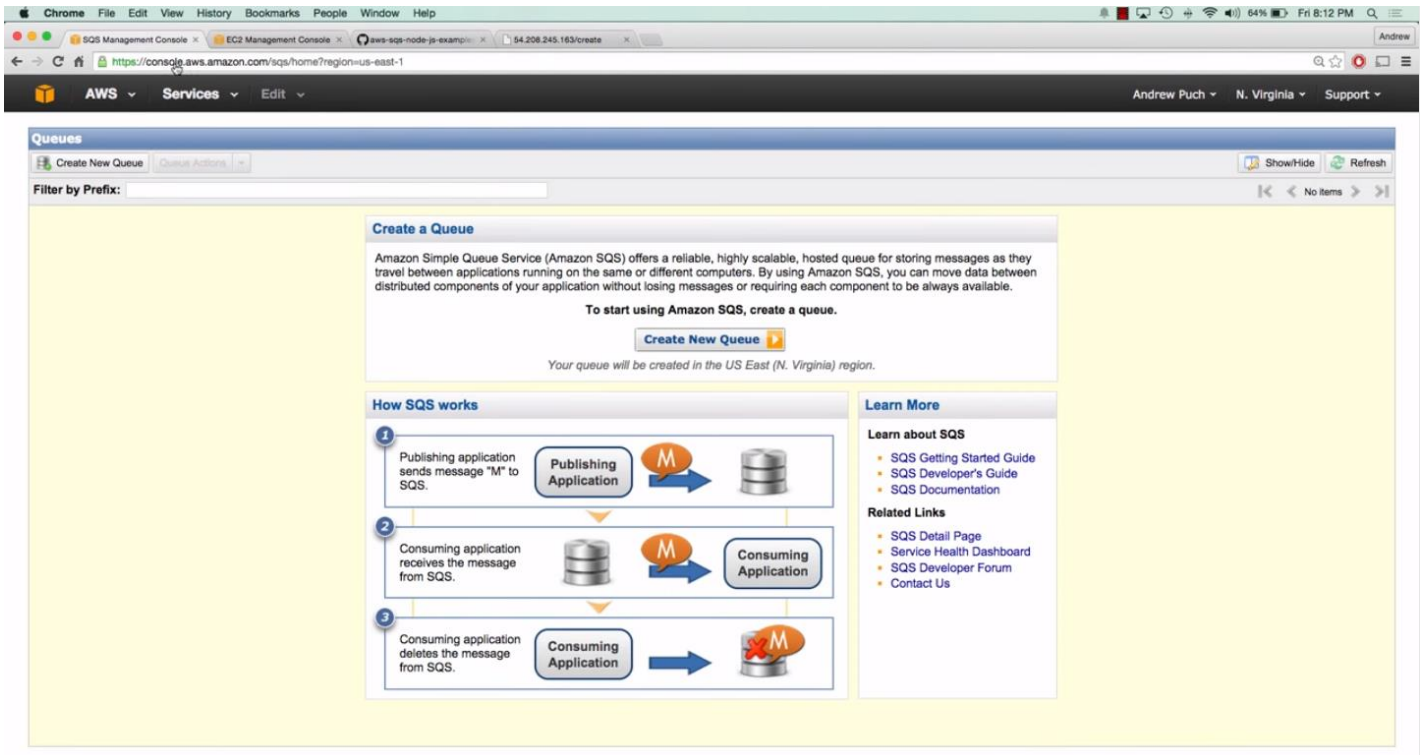 Chrome File Edit View History Bookmarks People Window Help
64% Fri 8:12 PM
SQS Management Console × EC2 Management Console × aws-sqs-node-js-example × 54.208.245.163/create × Andrew
https://console.aws.amazon.com/sqs/home?region=us-east-1
AWS Services Edit Andrew Puch N. Virginia Support
Queues
Create New Queue Queue Actions Show/Hide Refresh
Filter by Prefix: No items
Create a Queue
Amazon Simple Queue Service (Amazon SQS) offers a reliable, highly scalable, hosted queue for storing messages as they
travel between applications running on the same or different computers. By using Amazon SQS, you can move data between
distributed components of your application without losing messages or requiring each component to be always available.
To start using Amazon SQS, create a queue.
Create New Queue
Your queue will be created in the US East (N. Virginia) region.
How SQS works
1
Publishing application
sends message "M" to
SQS.
Publishing
Application
M
2
Consuming application
receives the message
from SQS.
M
Consuming
Application
3
Consuming application
deletes the message
from SQS.
Consuming
Application
M
Learn More
Learn about SQS
SQS Getting Started Guide
SQS Developer's Guide
SQS Documentation
Related Links
SQS Detail Page
Service Health Dashboard
SQS Developer Forum
Contact Us